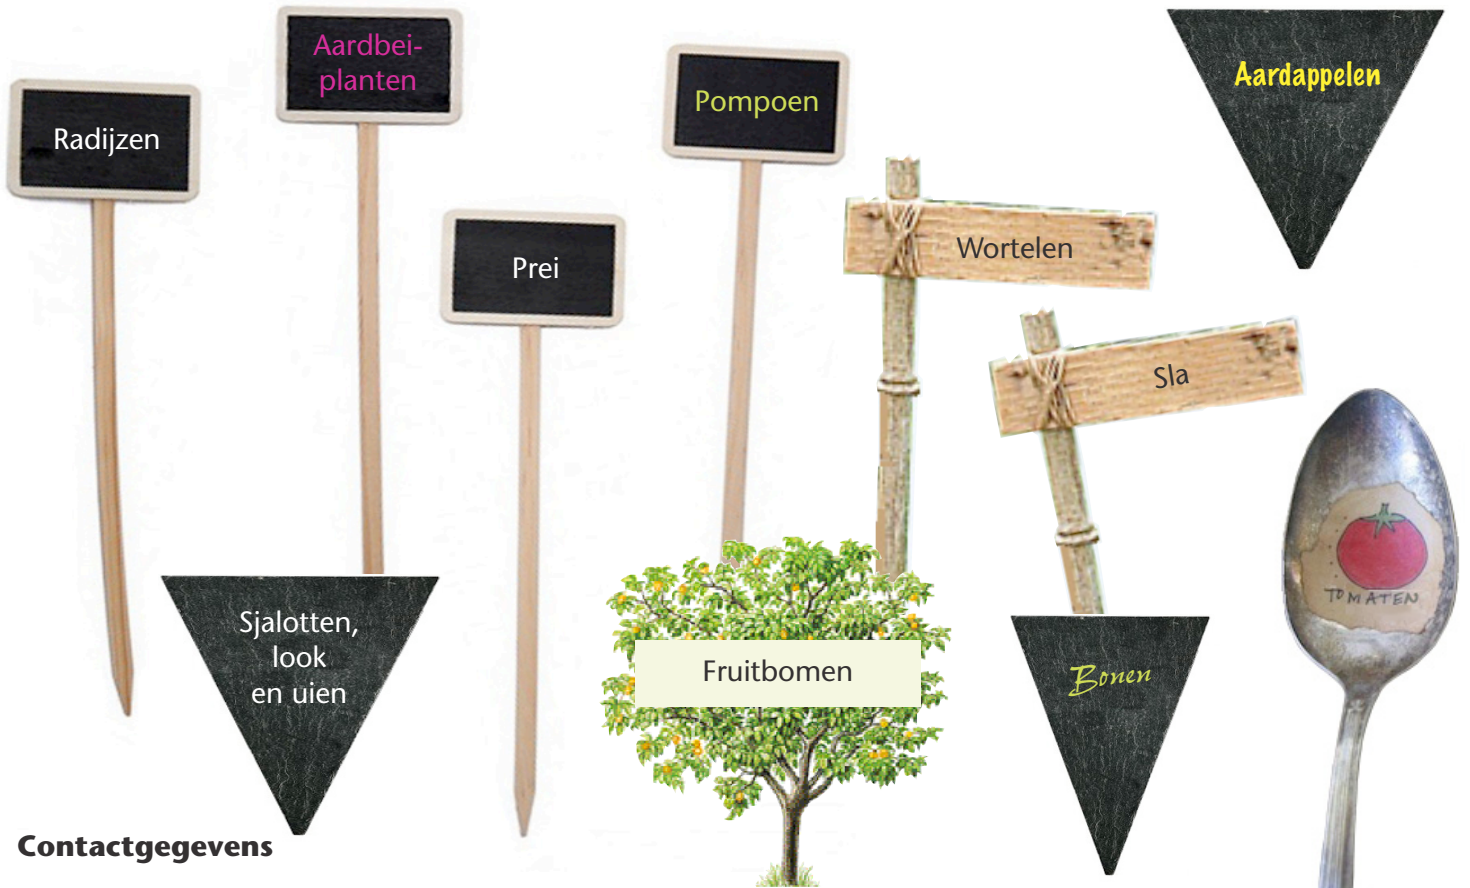 Aardbei-
planten
Aardappelen
Pompoen
Radijzen
Wortelen
Prei
Sla
TOMATEN
Sjalotten,
look
en uien
Fruitbomen
Bonen
Contactgegevens